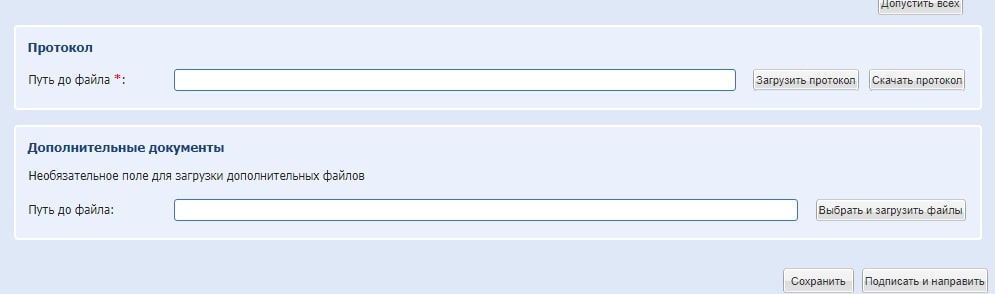 Допустить всех
Протокол
Путь до файла *: Загрузить протокол Скачать протокол
Дополнительные документы
Необязательное поле для загрузки дополнительных файлов
Путь до файла: Выбрать и загрузить файлы
Сохранить Подписать и направить